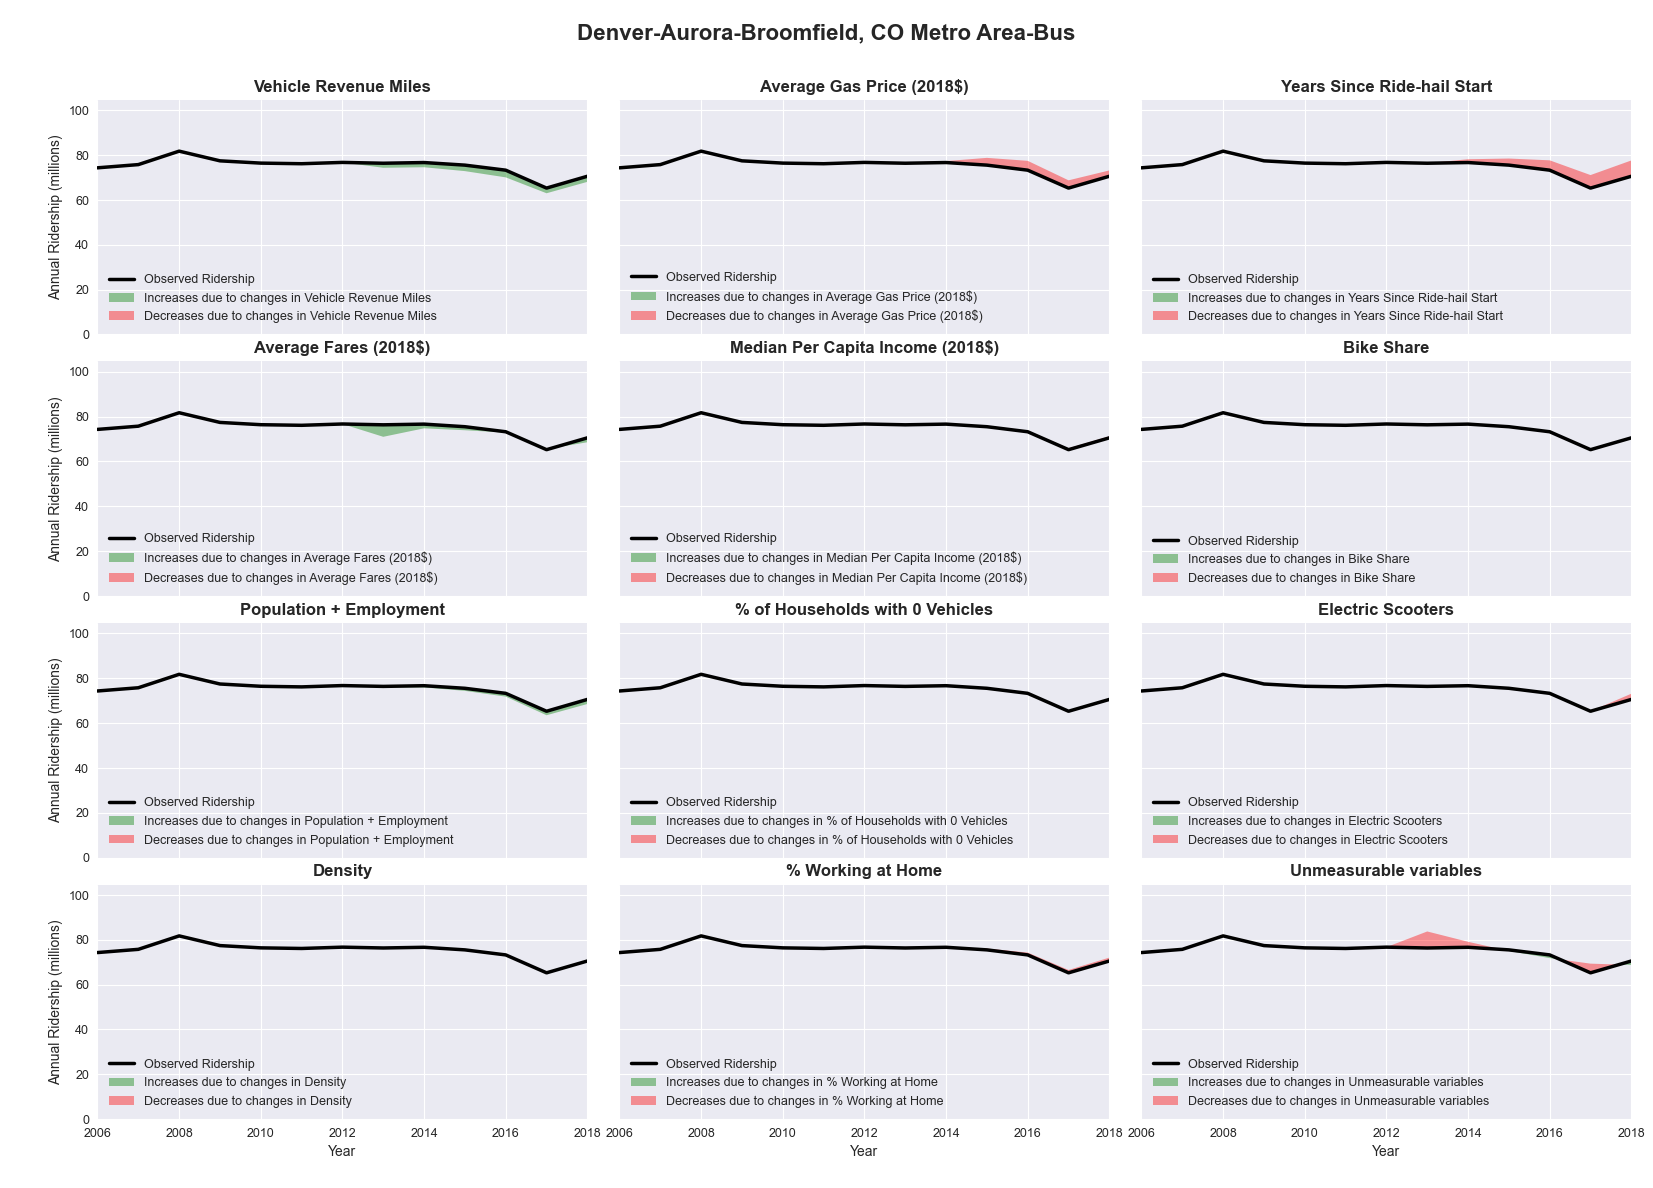 Denver-Aurora-Broomfield, CO Metro Area-Bus
Vehicle Revenue Miles
Annual Ridership (millions)
100
80
60
40
20
0
Observed Ridership
Increases due to changes in Vehicle Revenue Miles
Decreases due to changes in Vehicle Revenue Miles
Average Gas Price (2018$)
Observed Ridership
Increases due to changes in Average Gas Price (2018$)
Decreases due to changes in Average Gas Price (2018$)
Years Since Ride-hail Start
Observed Ridership
Increases due to changes in Years Since Ride-hail Start
Decreases due to changes in Years Since Ride-hail Start
Average Fares (2018$)
Annual Ridership (millions)
100
80
60
40
20
0
Observed Ridership
Increases due to changes in Average Fares (2018$)
Decreases due to changes in Average Fares (2018$)
Median Per Capita Income (2018$)
Observed Ridership
Increases due to changes in Median Per Capita Income (2018$)
Decreases due to changes in Median Per Capita Income (2018$)
Bike Share
Observed Ridership
Increases due to changes in Bike Share
Decreases due to changes in Bike Share
Population + Employment
Annual Ridership (millions)
100
80
60
40
20
0
Observed Ridership
Increases due to changes in Population + Employment
Decreases due to changes in Population + Employment
% of Households with 0 Vehicles
Observed Ridership
Increases due to changes in % of Households with 0 Vehicles
Decreases due to changes in % of Households with 0 Vehicles
Electric Scooters
Observed Ridership
Increases due to changes in Electric Scooters
Decreases due to changes in Electric Scooters
Density
Annual Ridership (millions)
100
80
60
40
20
0
Observed Ridership
Increases due to changes in Density
Decreases due to changes in Density
2006 2008 2010 2012 2014 2016 2018
Year
% Working at Home
Observed Ridership
Increases due to changes in % Working at Home
Decreases due to changes in % Working at Home
2006 2008 2010 2012 2014 2016 2018
Year
Unmeasurable variables
Observed Ridership
Increases due to changes in Unmeasurable variables
Decreases due to changes in Unmeasurable variables
2006 2008 2010 2012 2014 2016 2018
Year